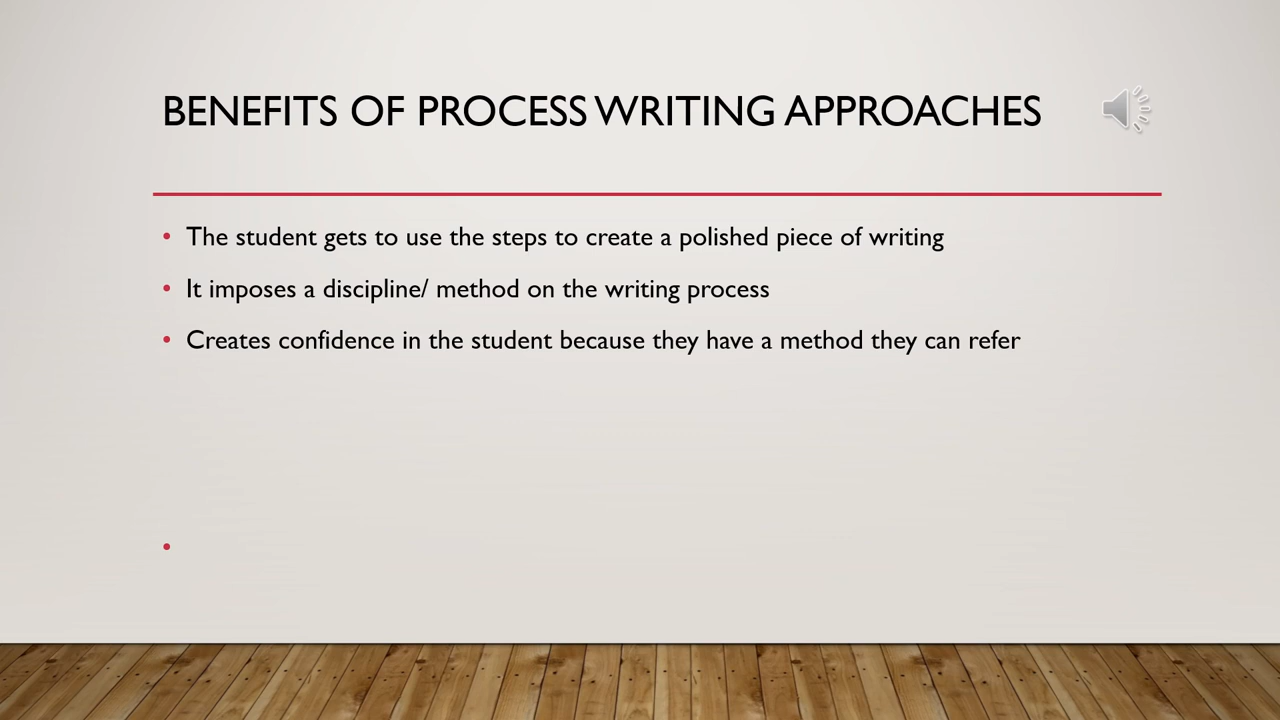 BENEFITS OF PROCESS WRITING APPROACHES
• The student gets to use the steps to create a polished piece of writing
• It imposes a discipline/ method on the writing process
• Creates confidence in the student because they have a method they can refer
•